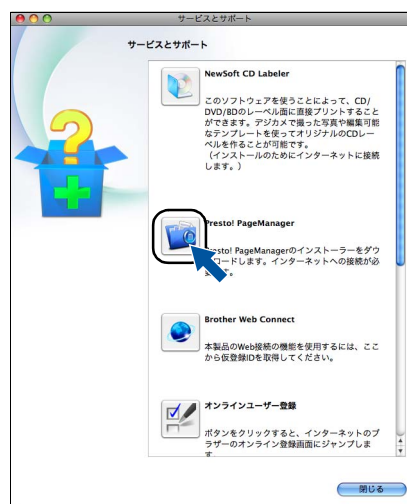 サービスとサポート
サービスとサポート
NewSoft CD Labeler
このソフトウェアを使うことによって、CD/
DVD/BDのレーベル面に直接プリントすること
ができます。デジカメで撮った写真や編集可能
なテンプレートを使ってオリジナルのCDレー
ベルを作ることが可能です。
（インストールのためにインターネットに接続
します。）
Presto! PageManager
Presto! PageManagerのインストーラーをダウ
ロードします。インターネットへの接続が必
要です。
Brother Web Connect
本製品のWeb接続の機能を使用するには、ここ
から仮登録IDを取得してください。
オンラインユーザー登録
ボタンをクリックすると、インターネットのブ
ラウザーのオンライン登録画面にジャンプしま
す。
閉じる